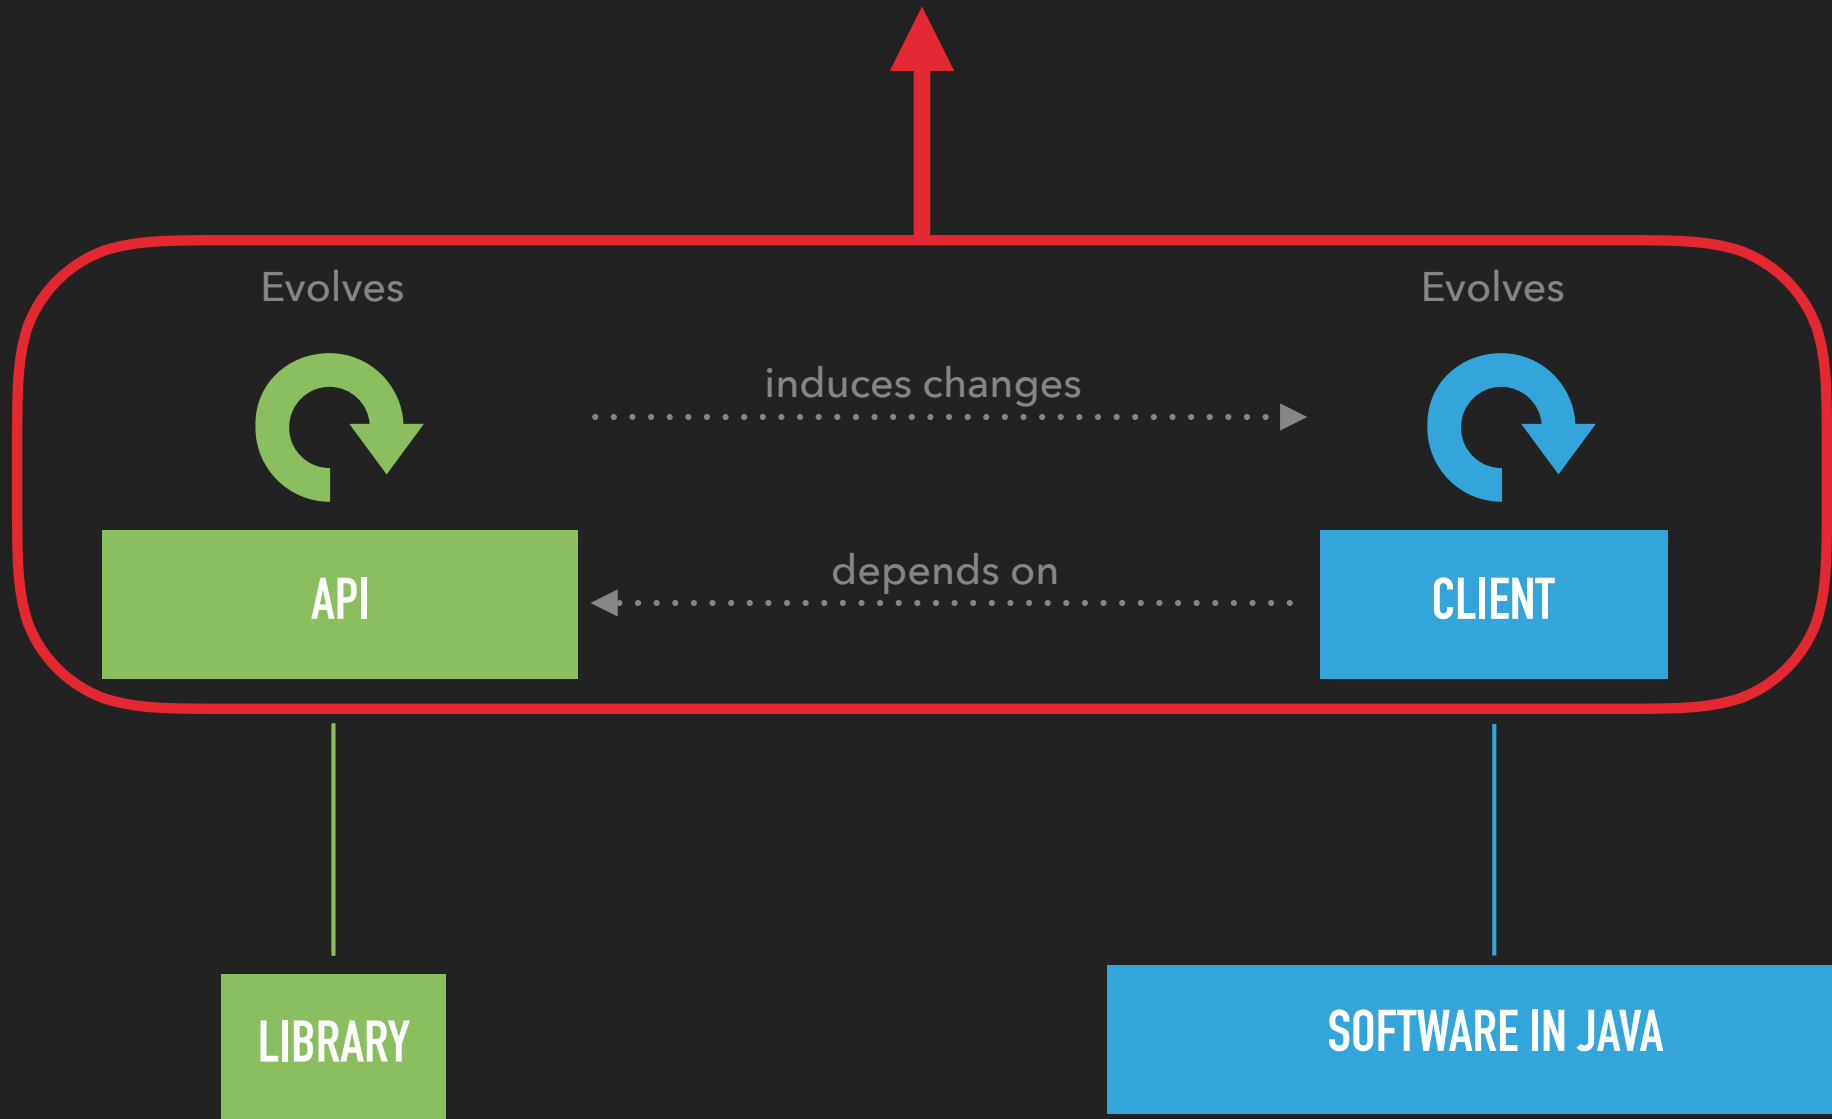 Evolves
Evolves
induces changes
depends on
API
CLIENT
LIBRARY
SOFTWARE IN JAVA